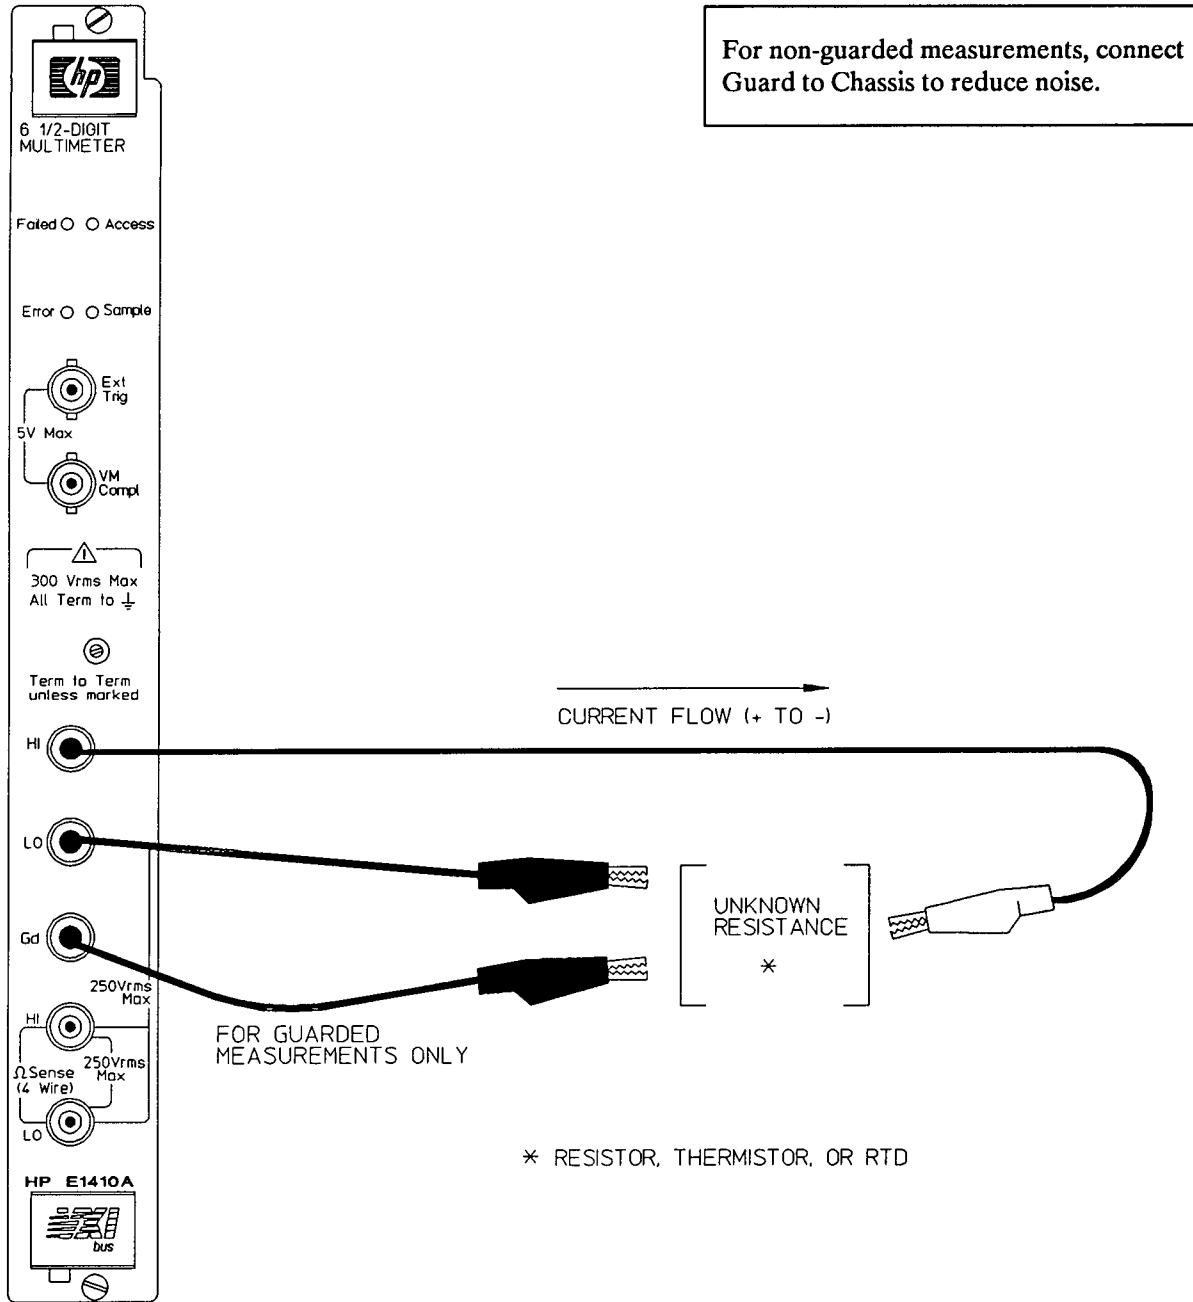 For non-guarded measurements, connect
Guard to Chassis to reduce noise.
hp
6 1/2-DIGIT
MULTIMETER
Failed
Access
Error
Sample
Ext
Trig
5V Max
VM
Compl
300 Vrms Max
All Term to
Term to Term
unless marked
CURRENT FLOW (+ TO -)
HI
LO
UNKNOWN
RESISTANCE
*
Gd
250Vrms
Max
HI
FOR GUARDED
MEASUREMENTS ONLY
ΩSense
(4 Wire)
250Vrms
Max
LO
* RESISTOR, THERMISTOR, OR RTD
HP E1410A
VXI
bus